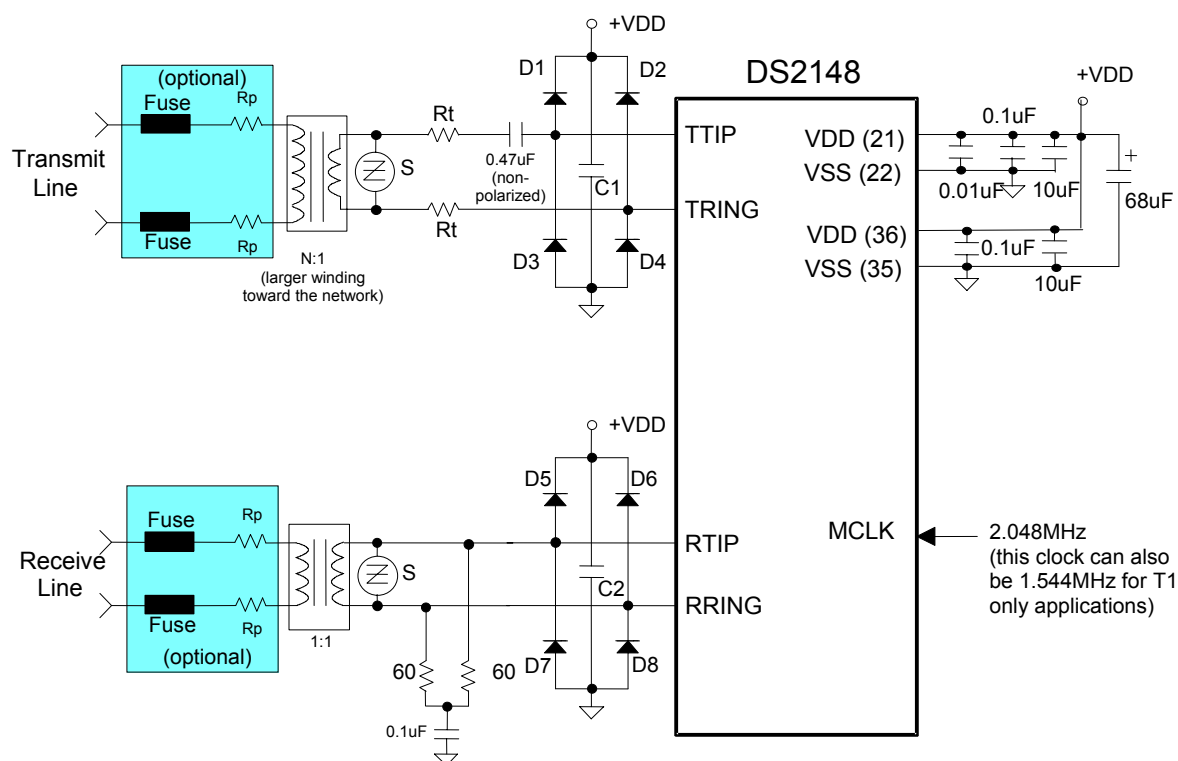 +VDD
(optional)
Fuse
Rp
D1
D2
DS2148
+VDD
Transmit
Line
Rt
0.47uF
(non-
polarized)
S
C1
TTIP
VDD (21)
0.1uF
+
VSS (22)
0.01uF
10uF
68uF
Fuse
Rp
Rt
TRING
D3
D4
VDD (36)
0.1uF
VSS (35)
10uF
N:1
(larger winding
toward the network)
+VDD
D5
D6
Fuse
Rp
Receive
Line
S
C2
RTIP
MCLK
2.048MHz
(this clock can also
be 1.544MHz for T1
only applications)
RRING
Fuse
Rp
(optional)
1:1
60
60
D7
D8
0.1uF